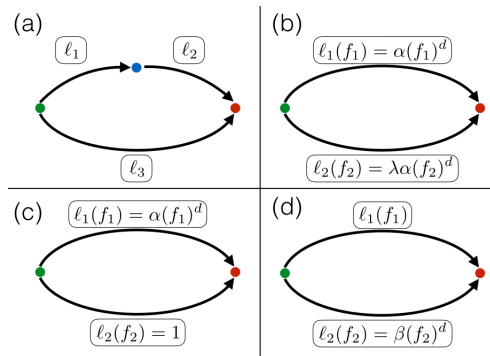 (a)
ℓ₁
ℓ₂
ℓ₃
(b)
ℓ₁(f₁) = α(f₁)ᵈ
ℓ₂(f₂) = λα(f₂)ᵈ
(c)
ℓ₁(f₁) = α(f₁)ᵈ
ℓ₂(f₂) = 1
(d)
ℓ₁(f₁)
ℓ₂(f₂) = β(f₂)ᵈ